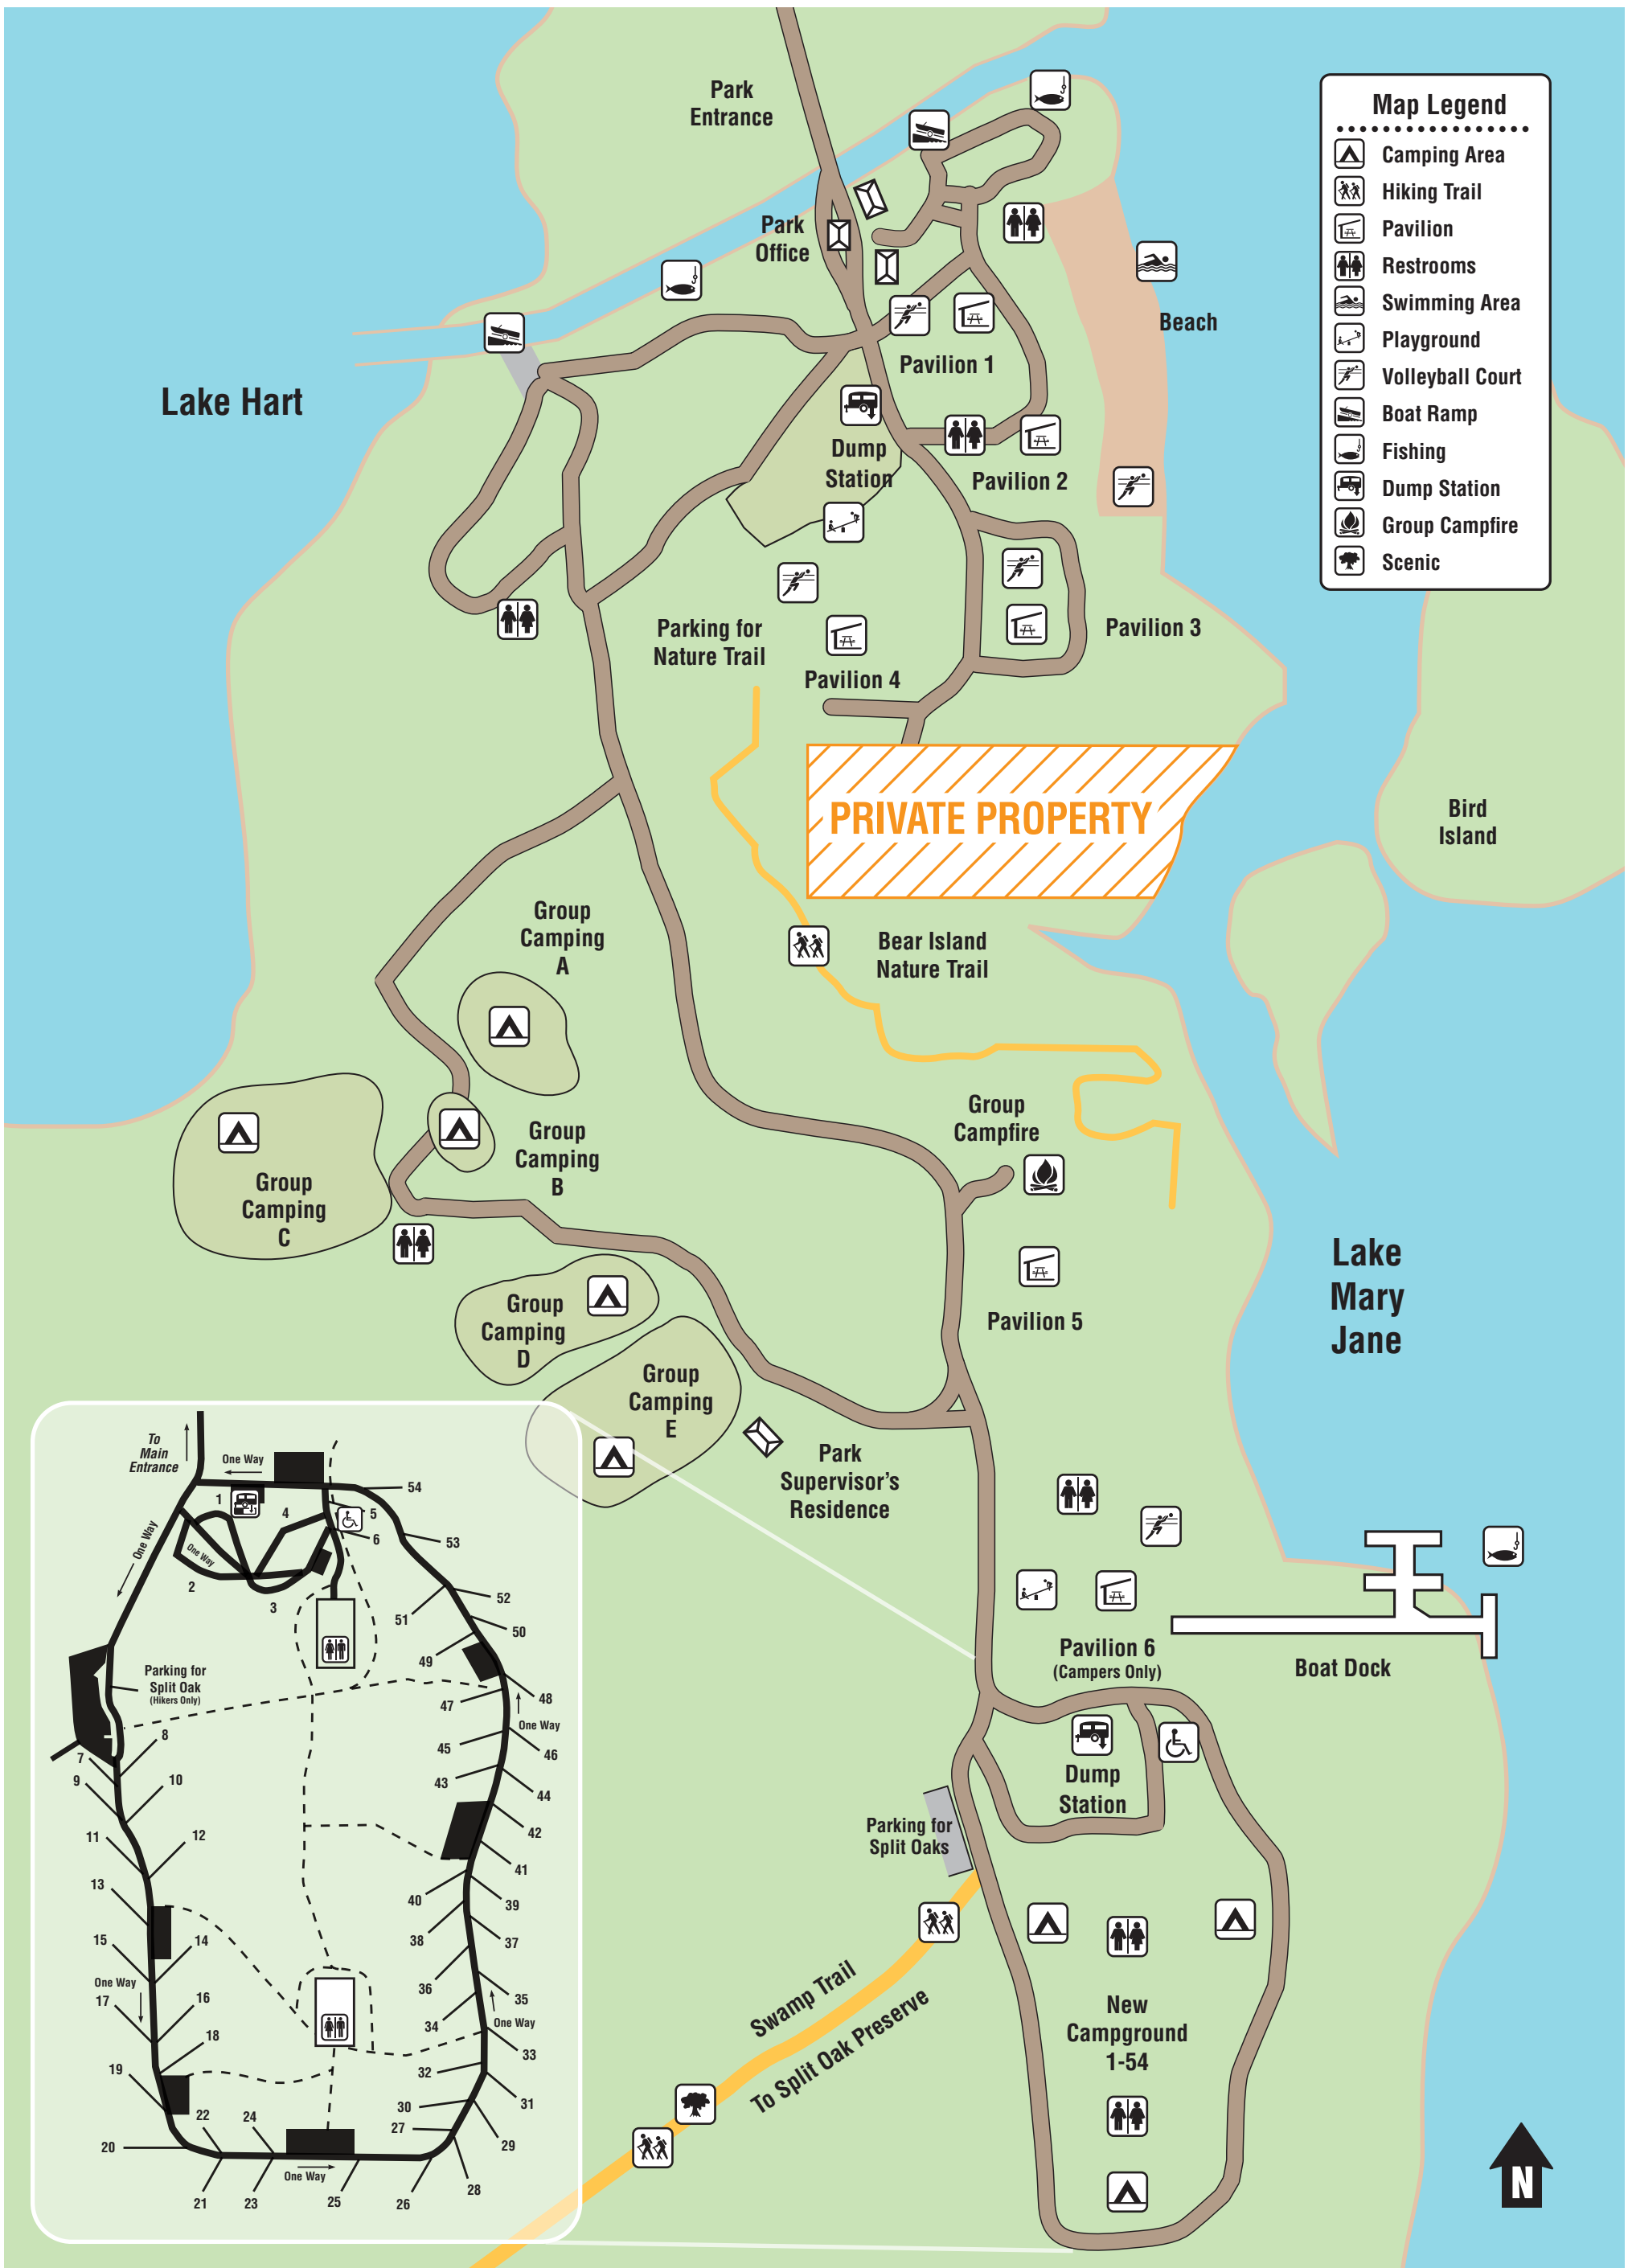 Park
Entrance
Map Legend
Camping Area
Hiking Trail
Pavilion
Restrooms
Swimming Area
Playground
Volleyball Court
Boat Ramp
Fishing
Dump Station
Group Campfire
Scenic
Park
Office
Beach
Pavilion 1
Lake Hart
Dump
Station
Pavilion 2
Parking for
Nature Trail
Pavilion 3
Pavilion 4
PRIVATE PROPERTY
Bird
Island
Group
Camping
A
Bear Island
Nature Trail
Group
Campfire
Group
Camping
B
Group
Camping
C
Lake
Mary
Jane
Group
Camping
D
Pavilion 5
Group
Camping
E
Park
Supervisor's
Residence
Pavilion 6
(Campers Only)
Boat Dock
Dump
Station
Parking for
Split Oaks
Swamp Trail
To Split Oak Preserve
New
Campground
1-54
N
To
Main
Entrance
One Way
54
1
4
5
6
53
One Way
One Way
2
3
52
51
50
49
Parking for
Split Oak
(Hikers Only)
48
47
One Way
8
7
45
46
9
10
43
44
11
12
42
41
13
40
39
15
14
38
37
One Way
17
16
36
35
34
One Way
18
33
19
32
31
30
22
24
27
29
20
One Way
28
21
23
25
26